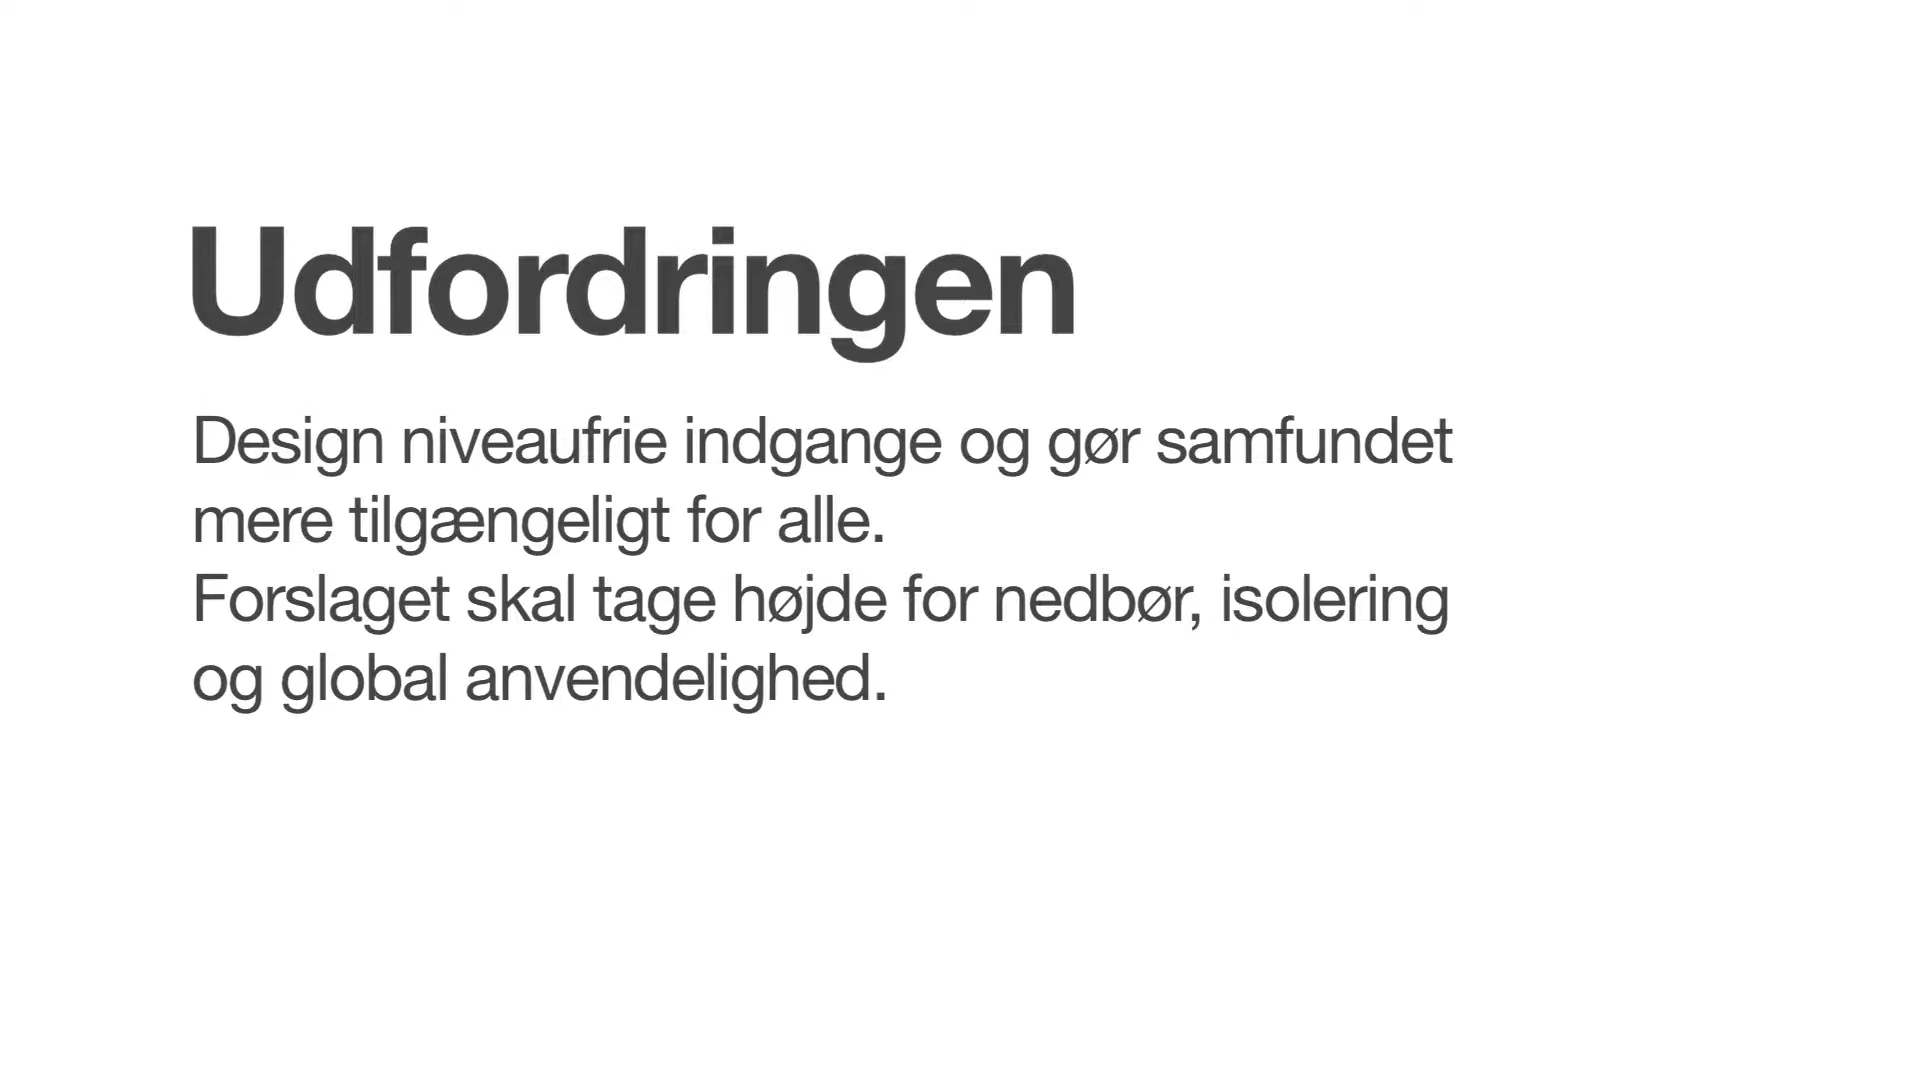 Udfordringen
Design niveaufrie indgange og gør samfundet
mere tilgængeligt for alle.
Forslaget skal tage højde for nedbør, isolering
og global anvendelighed.